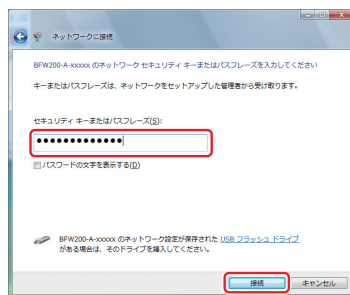 ネットワークに接続
BFW200-A-xxxxx のネットワーク セキュリティ キーまたはパスフレーズを入力してください
キーまたはパスフレーズは、ネットワークをセットアップした管理者から受け取ります。
セキュリティ キーまたはパスフレーズ(S):
●●●●●●●●●●●●●
パスワードの文字を表示する(D)
BFW200-A-xxxxx のネットワーク設定が保存された USB フラッシュ ドライブ
がある場合は、そのドライブを挿入してください。
接続 キャンセル